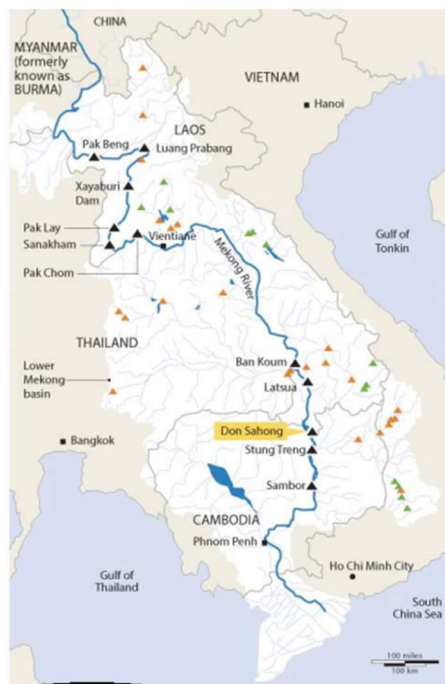 CHINA
MYANMAR
(formerly
known as
BURMA)
VIETNAM
Hanoi
LAOS
Pak Beng
Luang Prabang
Xayaburi
Dam
Pak Lay
Vientiane
Sanakham
Mekong River
Gulf of
Tonkin
Pak Chom
THAILAND
Ban Koum
Lower
Mekong
basin
Latsua
Don Sahong
Bangkok
Stung Treng
Sambor
CAMBODIA
Phnom Penh
Ho Chi Minh City
Gulf of
Thailand
South
China Sea
100 miles
100 km